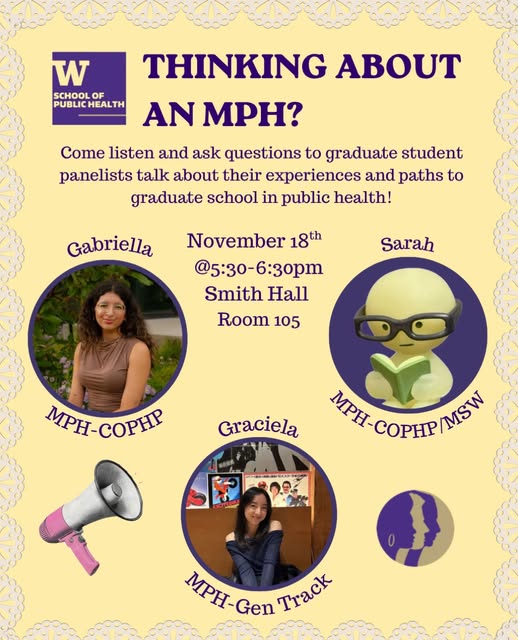 W
SCHOOL OF
PUBLIC HEALTH
THINKING ABOUT
AN MPH?
Come listen and ask questions to graduate student
panelists talk about their experiences and paths to
graduate school in public health!
November 18th
@5:30-6:30pm
Smith Hall
Room 105
Gabriella
MPH-COPHP
Sarah
MPH-COPHP/MSW
Graciela
MPH-Gen Track